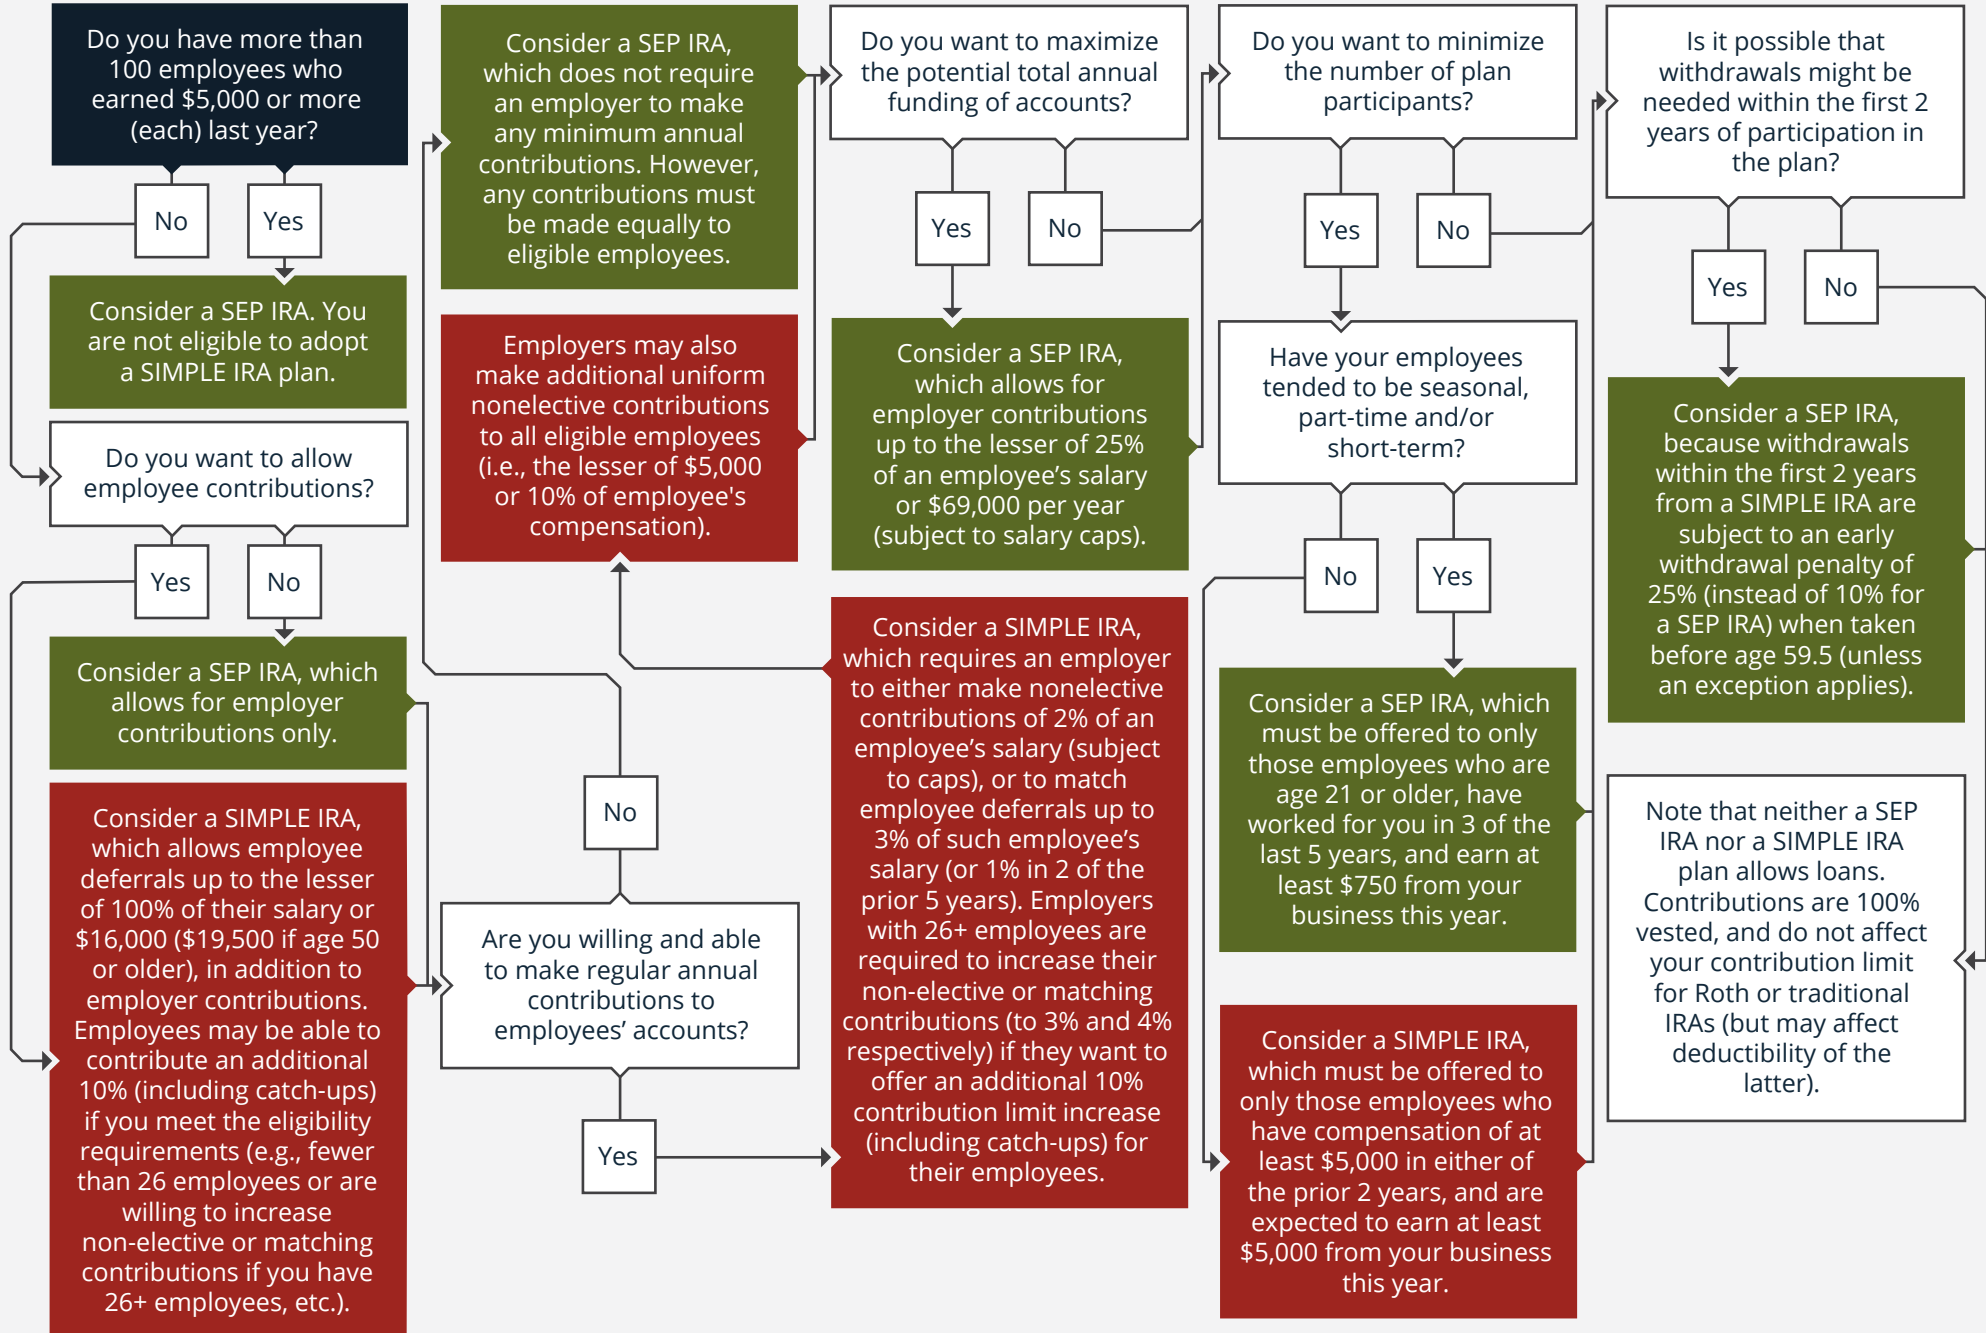 Do you have more than
100 employees who
earned $5,000 or more
(each) last year?
No
Yes
Consider a SEP IRA. You
are not eligible to adopt
a SIMPLE IRA plan.
Do you want to allow
employee contributions?
Yes
No
Consider a SEP IRA, which
allows for employer
contributions only.
Consider a SIMPLE IRA,
which allows employee
deferrals up to the lesser
of 100% of their salary or
$16,000 ($19,500 if age 50
or older), in addition to
employer contributions.
Employees may be able to
contribute an additional
10% (including catch-ups)
if you meet the eligibility
requirements (e.g., fewer
than 26 employees or are
willing to increase
non-elective or matching
contributions if you have
26+ employees, etc.).
Consider a SEP IRA,
which does not require
an employer to make
any minimum annual
contributions. However,
any contributions must
be made equally to
eligible employees.
Employers may also
make additional uniform
nonelective contributions
to all eligible employees
(i.e., the lesser of $5,000
or 10% of employee's
compensation).
No
Are you willing and able
to make regular annual
contributions to
employees’ accounts?
Yes
Do you want to maximize
the potential total annual
funding of accounts?
Yes
No
Consider a SEP IRA,
which allows for
employer contributions
up to the lesser of 25%
of an employee’s salary
or $69,000 per year
(subject to salary caps).
Consider a SIMPLE IRA,
which requires an employer
to either make nonelective
contributions of 2% of an
employee’s salary (subject
to caps), or to match
employee deferrals up to
3% of such employee’s
salary (or 1% in 2 of the
prior 5 years). Employers
with 26+ employees are
required to increase their
non-elective or matching
contributions (to 3% and 4%
respectively) if they want to
offer an additional 10%
contribution limit increase
(including catch-ups) for
their employees.
Do you want to minimize
the number of plan
participants?
Yes
No
Have your employees
tended to be seasonal,
part-time and/or
short-term?
No
Yes
Consider a SEP IRA, which
must be offered to only
those employees who are
age 21 or older, have
worked for you in 3 of the
last 5 years, and earn at
least $750 from your
business this year.
Consider a SIMPLE IRA,
which must be offered to
only those employees who
have compensation of at
least $5,000 in either of
the prior 2 years, and are
expected to earn at least
$5,000 from your business
this year.
Is it possible that
withdrawals might be
needed within the first 2
years of participation in
the plan?
Yes
No
Consider a SEP IRA,
because withdrawals
within the first 2 years
from a SIMPLE IRA are
subject to an early
withdrawal penalty of
25% (instead of 10% for
a SEP IRA) when taken
before age 59.5 (unless
an exception applies).
Note that neither a SEP
IRA nor a SIMPLE IRA
plan allows loans.
Contributions are 100%
vested, and do not affect
your contribution limit
for Roth or traditional
IRAs (but may affect
deductibility of the
latter).